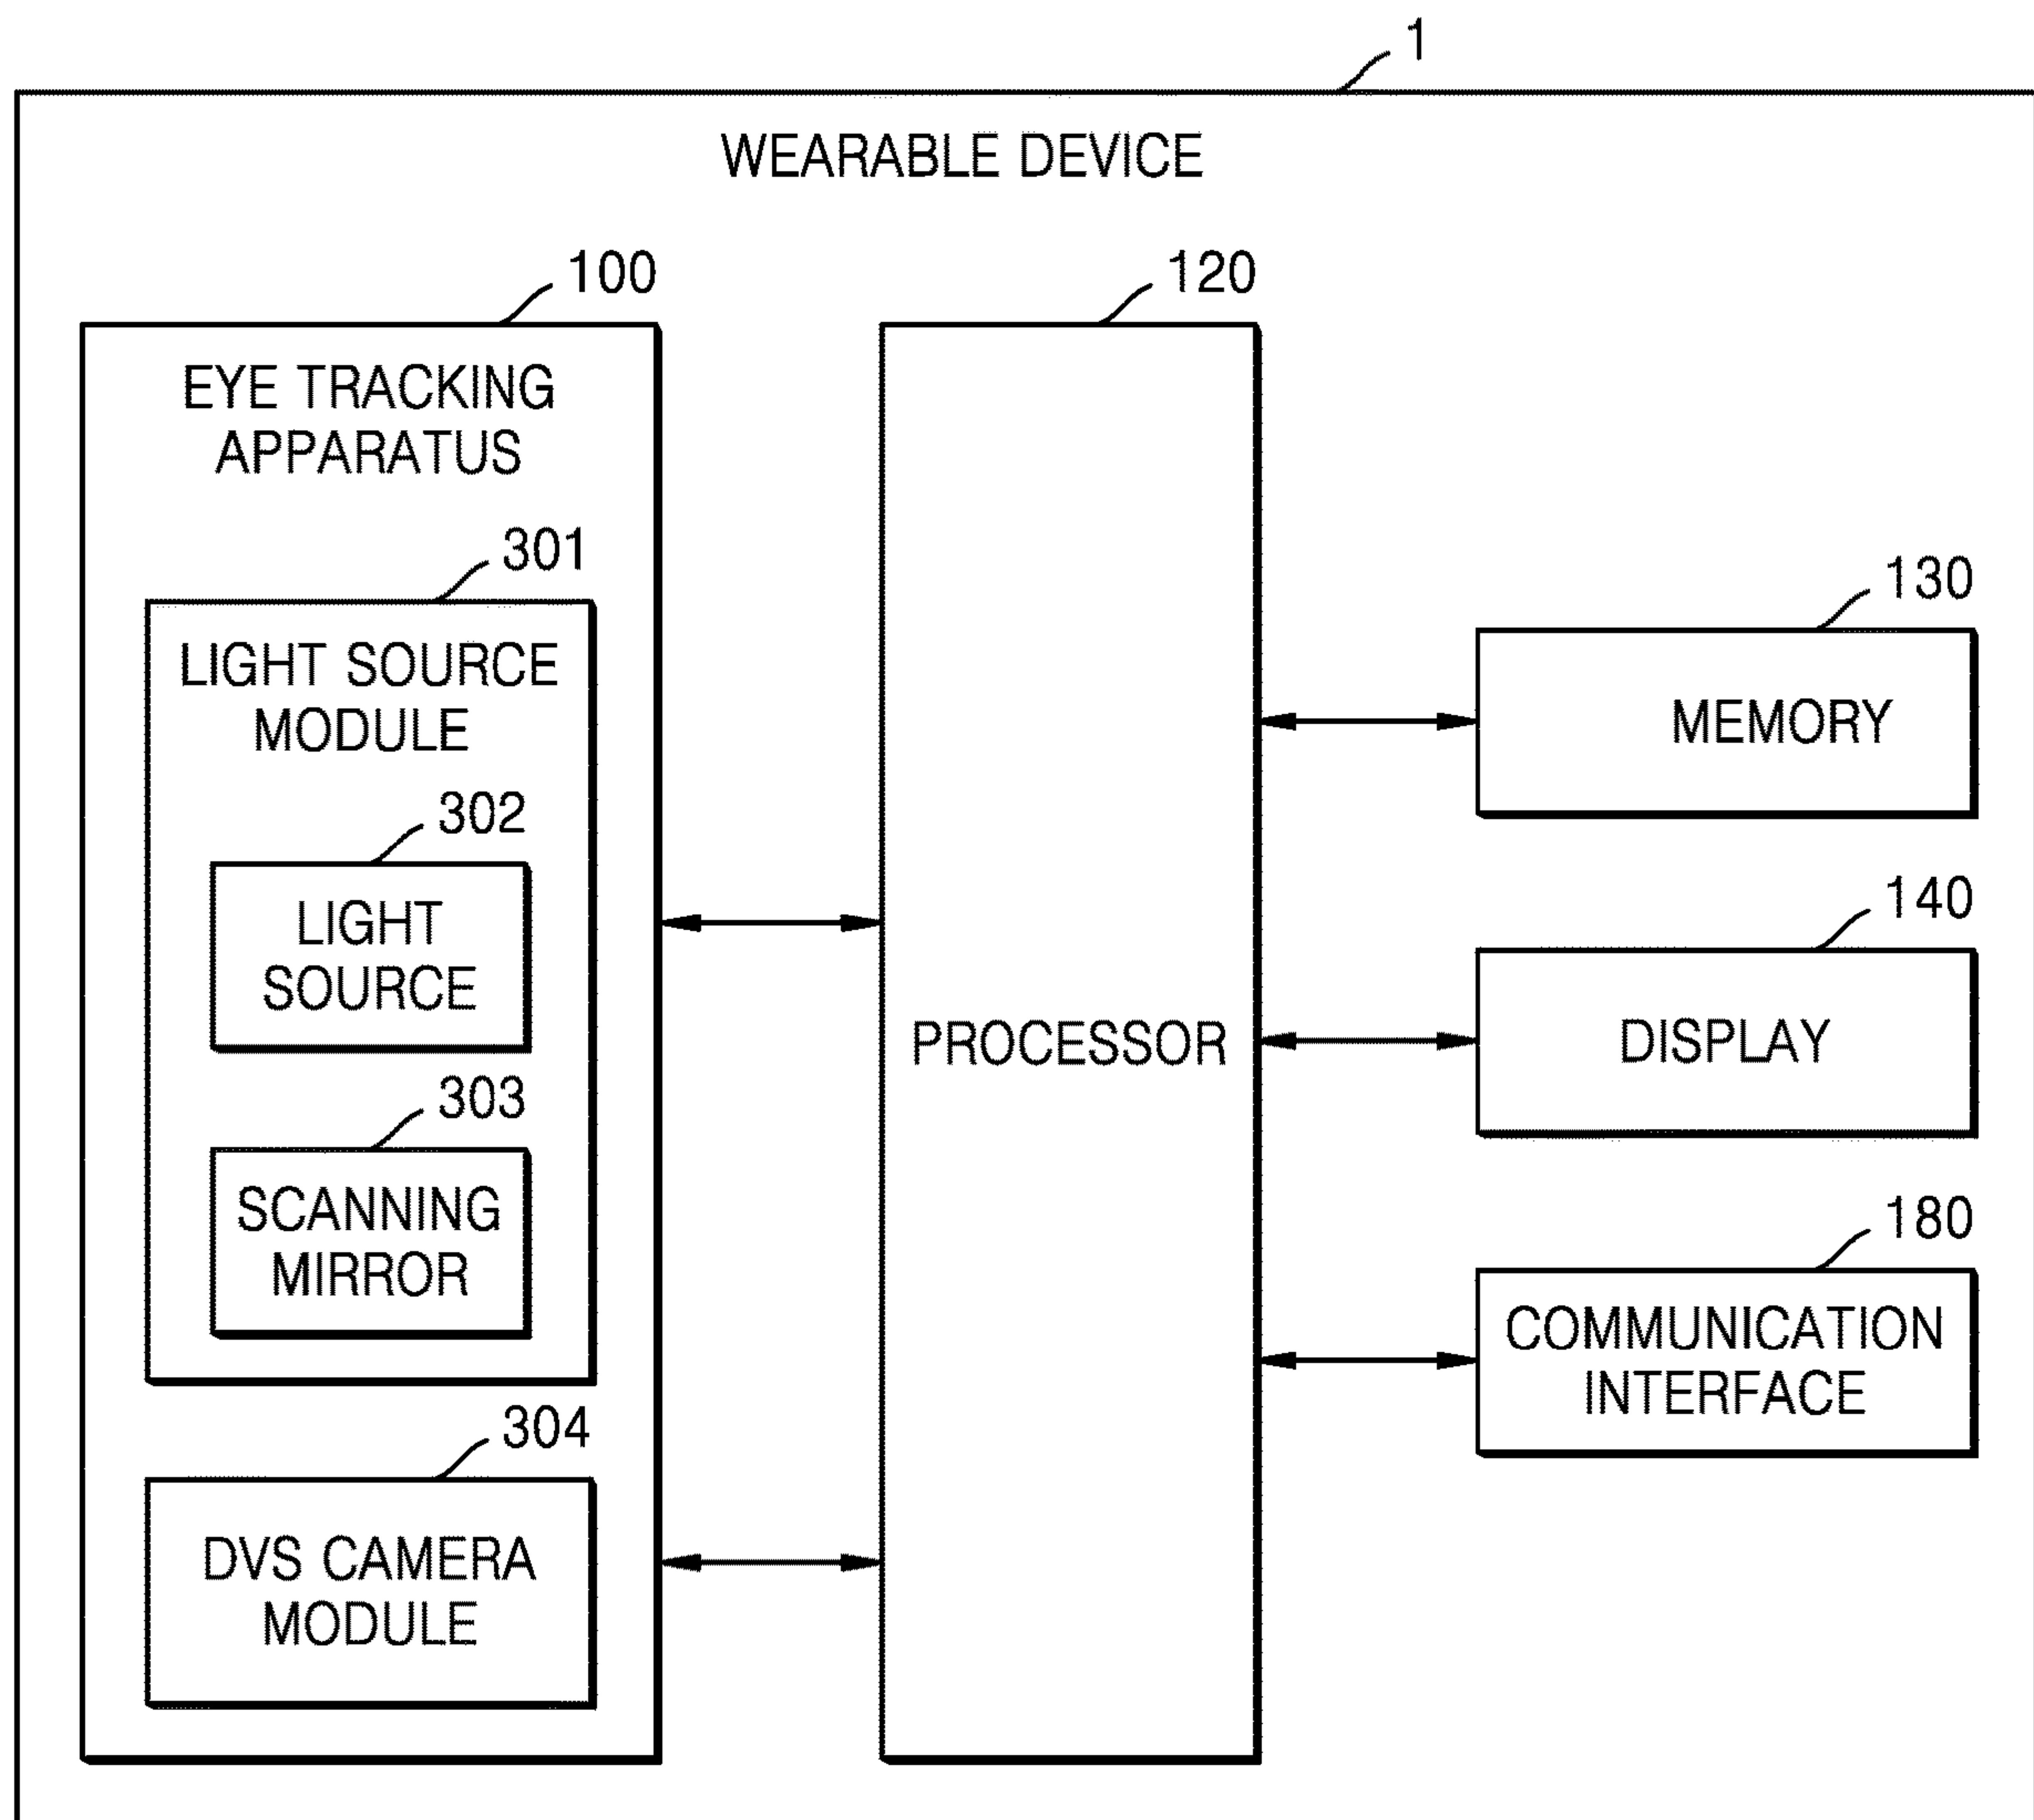 1
WEARABLE DEVICE
100
EYE TRACKING
APPARATUS
301
LIGHT SOURCE
MODULE
302
LIGHT
SOURCE
303
SCANNING
MIRROR
304
DVS CAMERA
MODULE
120
PROCESSOR
130
MEMORY
140
DISPLAY
180
COMMUNICATION
INTERFACE